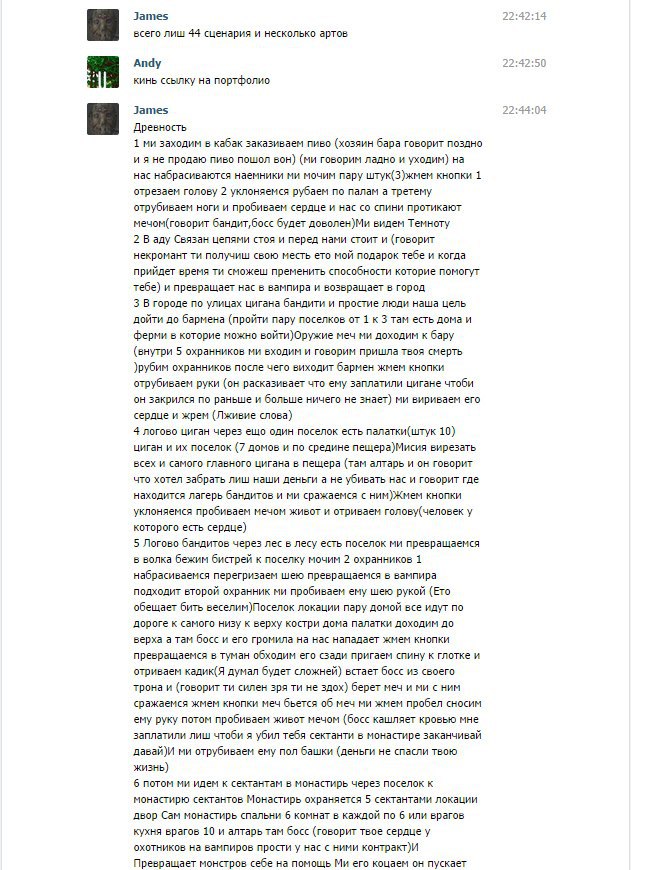 James 22:42:14
всего лиш 44 сценария и несколько артов
Andy 22:42:50
кинь ссылку на портфолио
James 22:44:04
Древность
1 ми заходим в кабак заказиваем пиво (хозяин бара говорит поздно
и я не продаю пиво пошол вон) (ми говорим ладно и уходим) на
нас набрасиваются наемники ми мочим пару штук(3)жмем кнопки 1
отрезаем голову 2 уклоняемся рубаем по палам а третему
отрубиваем ноги и пробиваем сердце и нас со спини протикают
мечом(говорит бандит,босс будет доволен)Ми видем Темноту
2 В аду Связан цепями стоя и перед нами стоит и (говорит
некромант ти получиш свою месть ето мой подарок тебе и когда
прийдет время ти сможеш пременить способности которие помогут
тебе) и превращает нас в вампира и возвращает в город
3 В городе по улицах цигана бандити и простие люди наша цель
дойти до бармена (пройти пару поселков от 1 к 3 там есть дома и
ферми в которие можно войти)Оружие меч ми доходим к бару
(внутри 5 охранников ми входим и говорим пришла твоя смерть
)рубим охранников после чего виходит бармен жмем кнопки
отрубиваем руки (он расказивает что ему заплатили цигане чтоби
он закрился по раньше и больше ничего не знает) ми вириваем его
сердце и жрем (Лживие слова)
4 логово циган через ещо один поселок есть палатки(штук 10)
циган и их поселок (7 домов и по средине пещера)Мисия вирезать
всех и самого главного цигана в пещера (там алтарь и он говорит
что хотел забрать лиш наши деньги а не убивать нас и говорит где
находится лагерь бандитов и ми сражаемся с ним)Жмем кнопки
уклоняемся пробиваем мечом живот и отриваем голову(человек у
которого есть сердце)
5 Логово бандитов через лес в лесу есть поселок ми превращаемся
в волка бежим бистрей к поселку мочим 2 охранников 1
набрасиваемся перегризаем шею превращаемся в вампира
подходит второй охранник ми пробиваем ему шею рукой (Ето
обещает бить веселим)Поселок локации пару домой все идут по
дороге к самого низу к верху костри дома палатки доходим до
верха а там босс и его громила на нас нападает жмем кнопки
превращаемся в туман обходим его сзади пригаем спину к глотке и
отриваем кадик(Я думал будет сложней) встает босс из своего
трона и (говорит ти силен зря ти не здох) берет меч и ми с ним
сражаемся жмем кнопки меч бьется об меч ми жмем пробел сносим
ему руку потом пробиваем живот мечом (босс кашляет кровью мне
заплатили лиш чтоби я убил тебя сектанти в монастире заканчивай
давай)И ми отрубиваем ему пол башки (деньги не спасли твою
жизнь)
6 потом ми идем к сектантам в монастирь через поселок к
монастирю сектантов Монастирь охраняется 5 сектантами локации
двор Сам монастирь спальни 6 комнат в каждой по 6 или врагов
кухня врагов 10 и алтарь там босс (говорит твое сердце у
охотников на вампиров прости у нас с ними контракт)И
Превращает монстров себе на помощь Ми его коцаем он пускает